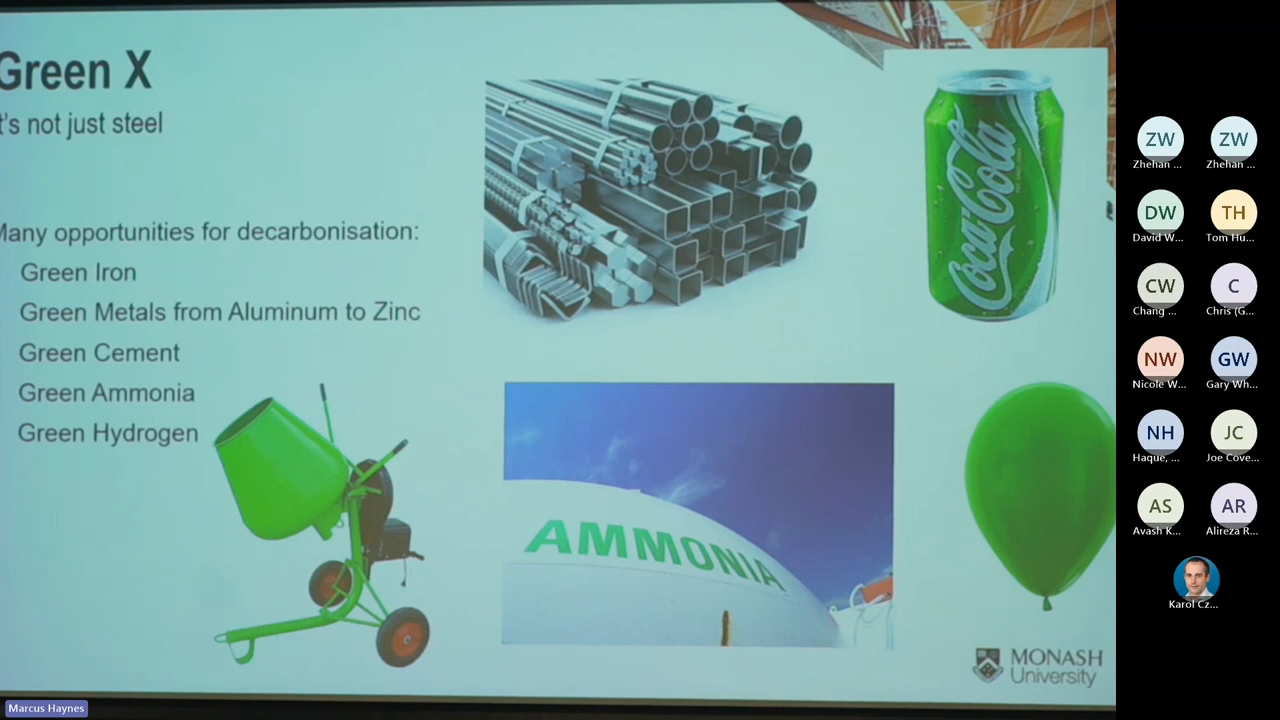 Green X
t's not just steel
Many opportunities for decarbonisation:
Green Iron
Green Metals from Aluminum to Zinc
Green Cement
Green Ammonia
Green Hydrogen
Coca-Cola
AMMONIA
MONASH
University
Marcus Haynes
ZW
Zhehan ...
ZW
Zhehan ...
DW
David W...
TH
Tom Hu...
CW
Chang ...
C
Chris (G...
NW
Nicole W...
GW
Gary Wh...
NH
Haque, ...
JC
Joe Cove...
AS
Avash K...
AR
Alireza R...
Karol Cz...